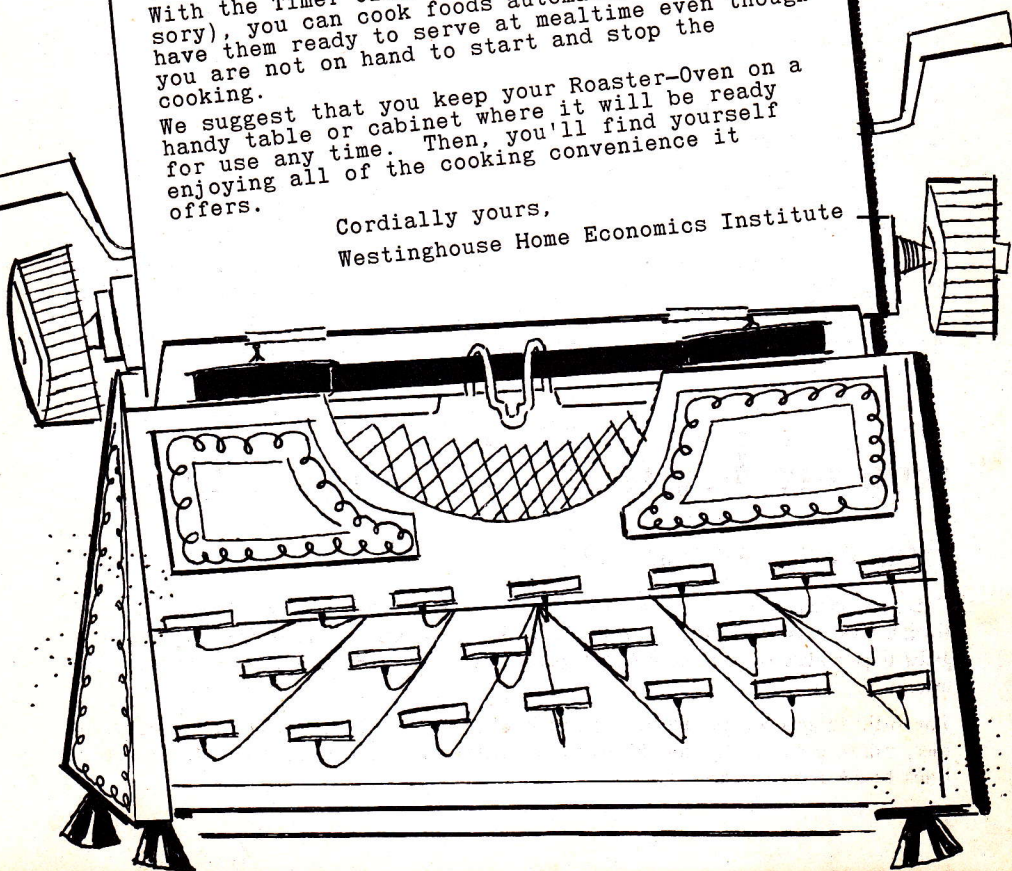 With the Timer
sory), you can cook foods
have them ready to serve at mealtime even though
you are not on hand to start and stop the
cooking.
We suggest that you keep your Roaster-Oven on a
handy table or cabinet where it will be ready
for use any time. Then, you'll find yourself
enjoying all of the cooking convenience it
offers.
Cordially yours,
Westinghouse Home Economics Institute